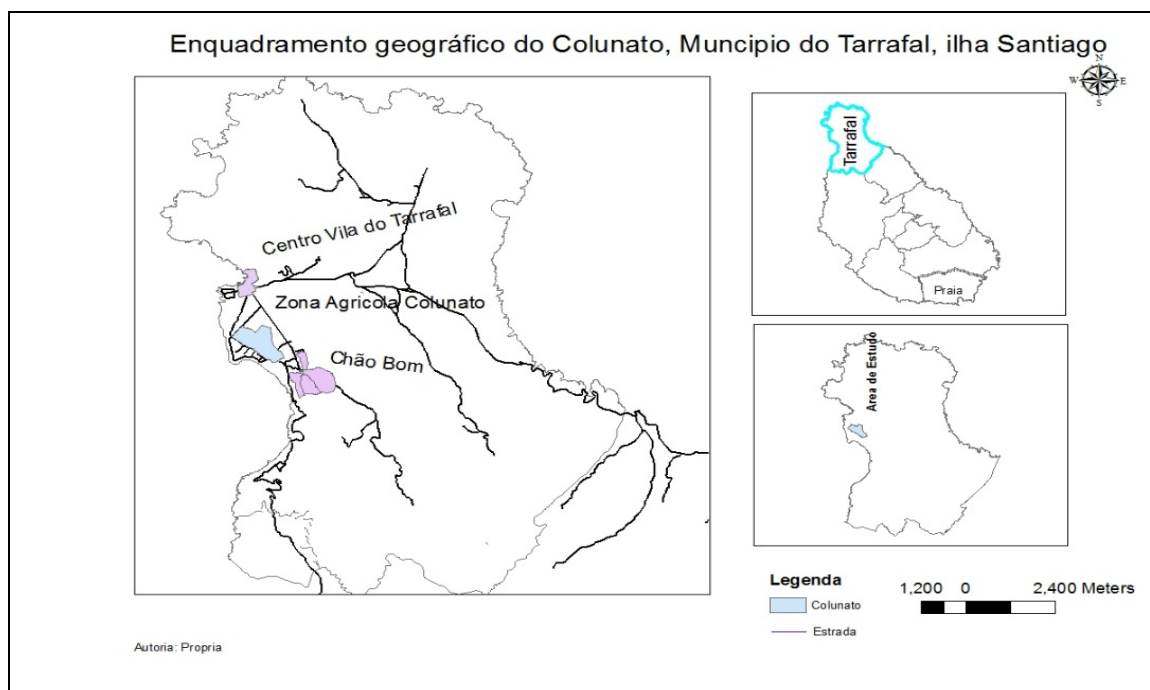 Enquadramento geográfico do Colunato, Muncipio do Tarrafal, ilha Santiago
N
W E
S
Centro Vila do Tarrafal
Zona Agricola Colunato
Chão Bom
Tarrafal
Praia
Área de Estudo
Legenda
Colunato
Estrada
1,200 0 2,400 Meters
Autoria: Propria